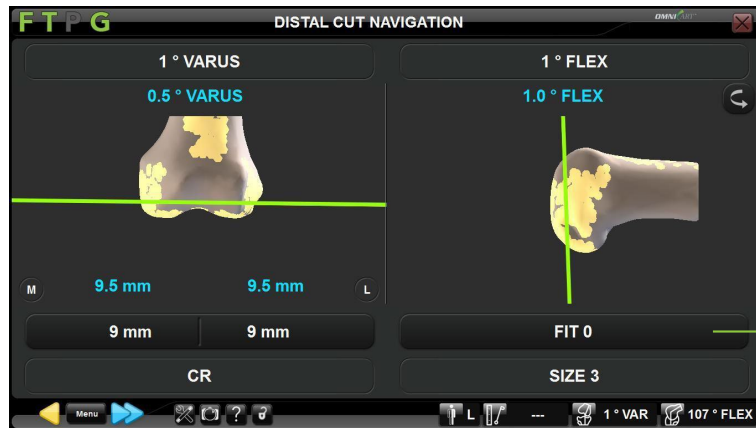 F T P G
DISTAL CUT NAVIGATION
OMNI ART
1 ° VARUS
1 ° FLEX
0.5 ° VARUS
1.0 ° FLEX
M
9.5 mm
9.5 mm
L
9 mm
9 mm
FIT 0
CR
SIZE 3
Menu
?
L
---
1 ° VAR
107 ° FLEX